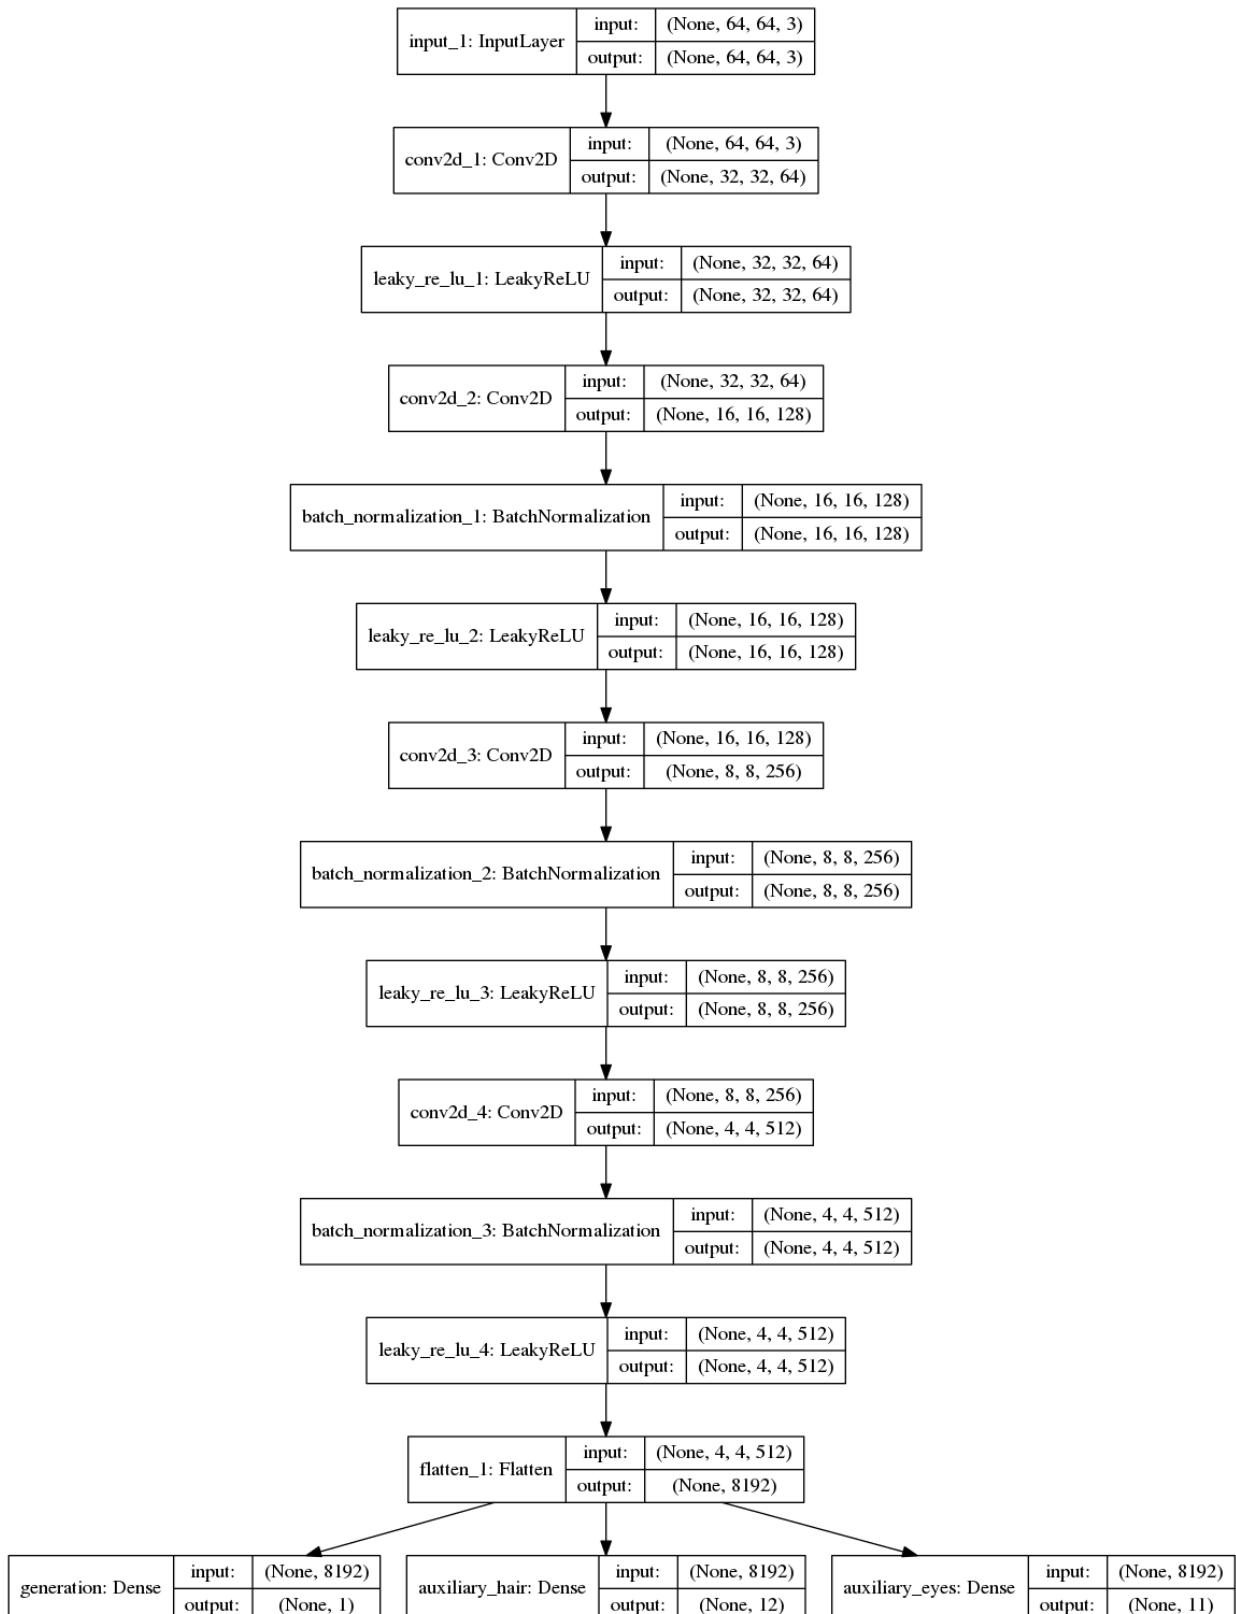 input_1: InputLayer
input: (None, 64, 64, 3)
output: (None, 64, 64, 3)
conv2d_1: Conv2D
input: (None, 64, 64, 3)
output: (None, 32, 32, 64)
leaky_re_lu_1: LeakyReLU
input: (None, 32, 32, 64)
output: (None, 32, 32, 64)
conv2d_2: Conv2D
input: (None, 32, 32, 64)
output: (None, 16, 16, 128)
batch_normalization_1: BatchNormalization
input: (None, 16, 16, 128)
output: (None, 16, 16, 128)
leaky_re_lu_2: LeakyReLU
input: (None, 16, 16, 128)
output: (None, 16, 16, 128)
conv2d_3: Conv2D
input: (None, 16, 16, 128)
output: (None, 8, 8, 256)
batch_normalization_2: BatchNormalization
input: (None, 8, 8, 256)
output: (None, 8, 8, 256)
leaky_re_lu_3: LeakyReLU
input: (None, 8, 8, 256)
output: (None, 8, 8, 256)
conv2d_4: Conv2D
input: (None, 8, 8, 256)
output: (None, 4, 4, 512)
batch_normalization_3: BatchNormalization
input: (None, 4, 4, 512)
output: (None, 4, 4, 512)
leaky_re_lu_4: LeakyReLU
input: (None, 4, 4, 512)
output: (None, 4, 4, 512)
flatten_1: Flatten
input: (None, 4, 4, 512)
output: (None, 8192)
generation: Dense
input: (None, 8192)
output: (None, 1)
auxiliary_hair: Dense
input: (None, 8192)
output: (None, 12)
auxiliary_eyes: Dense
input: (None, 8192)
output: (None, 11)